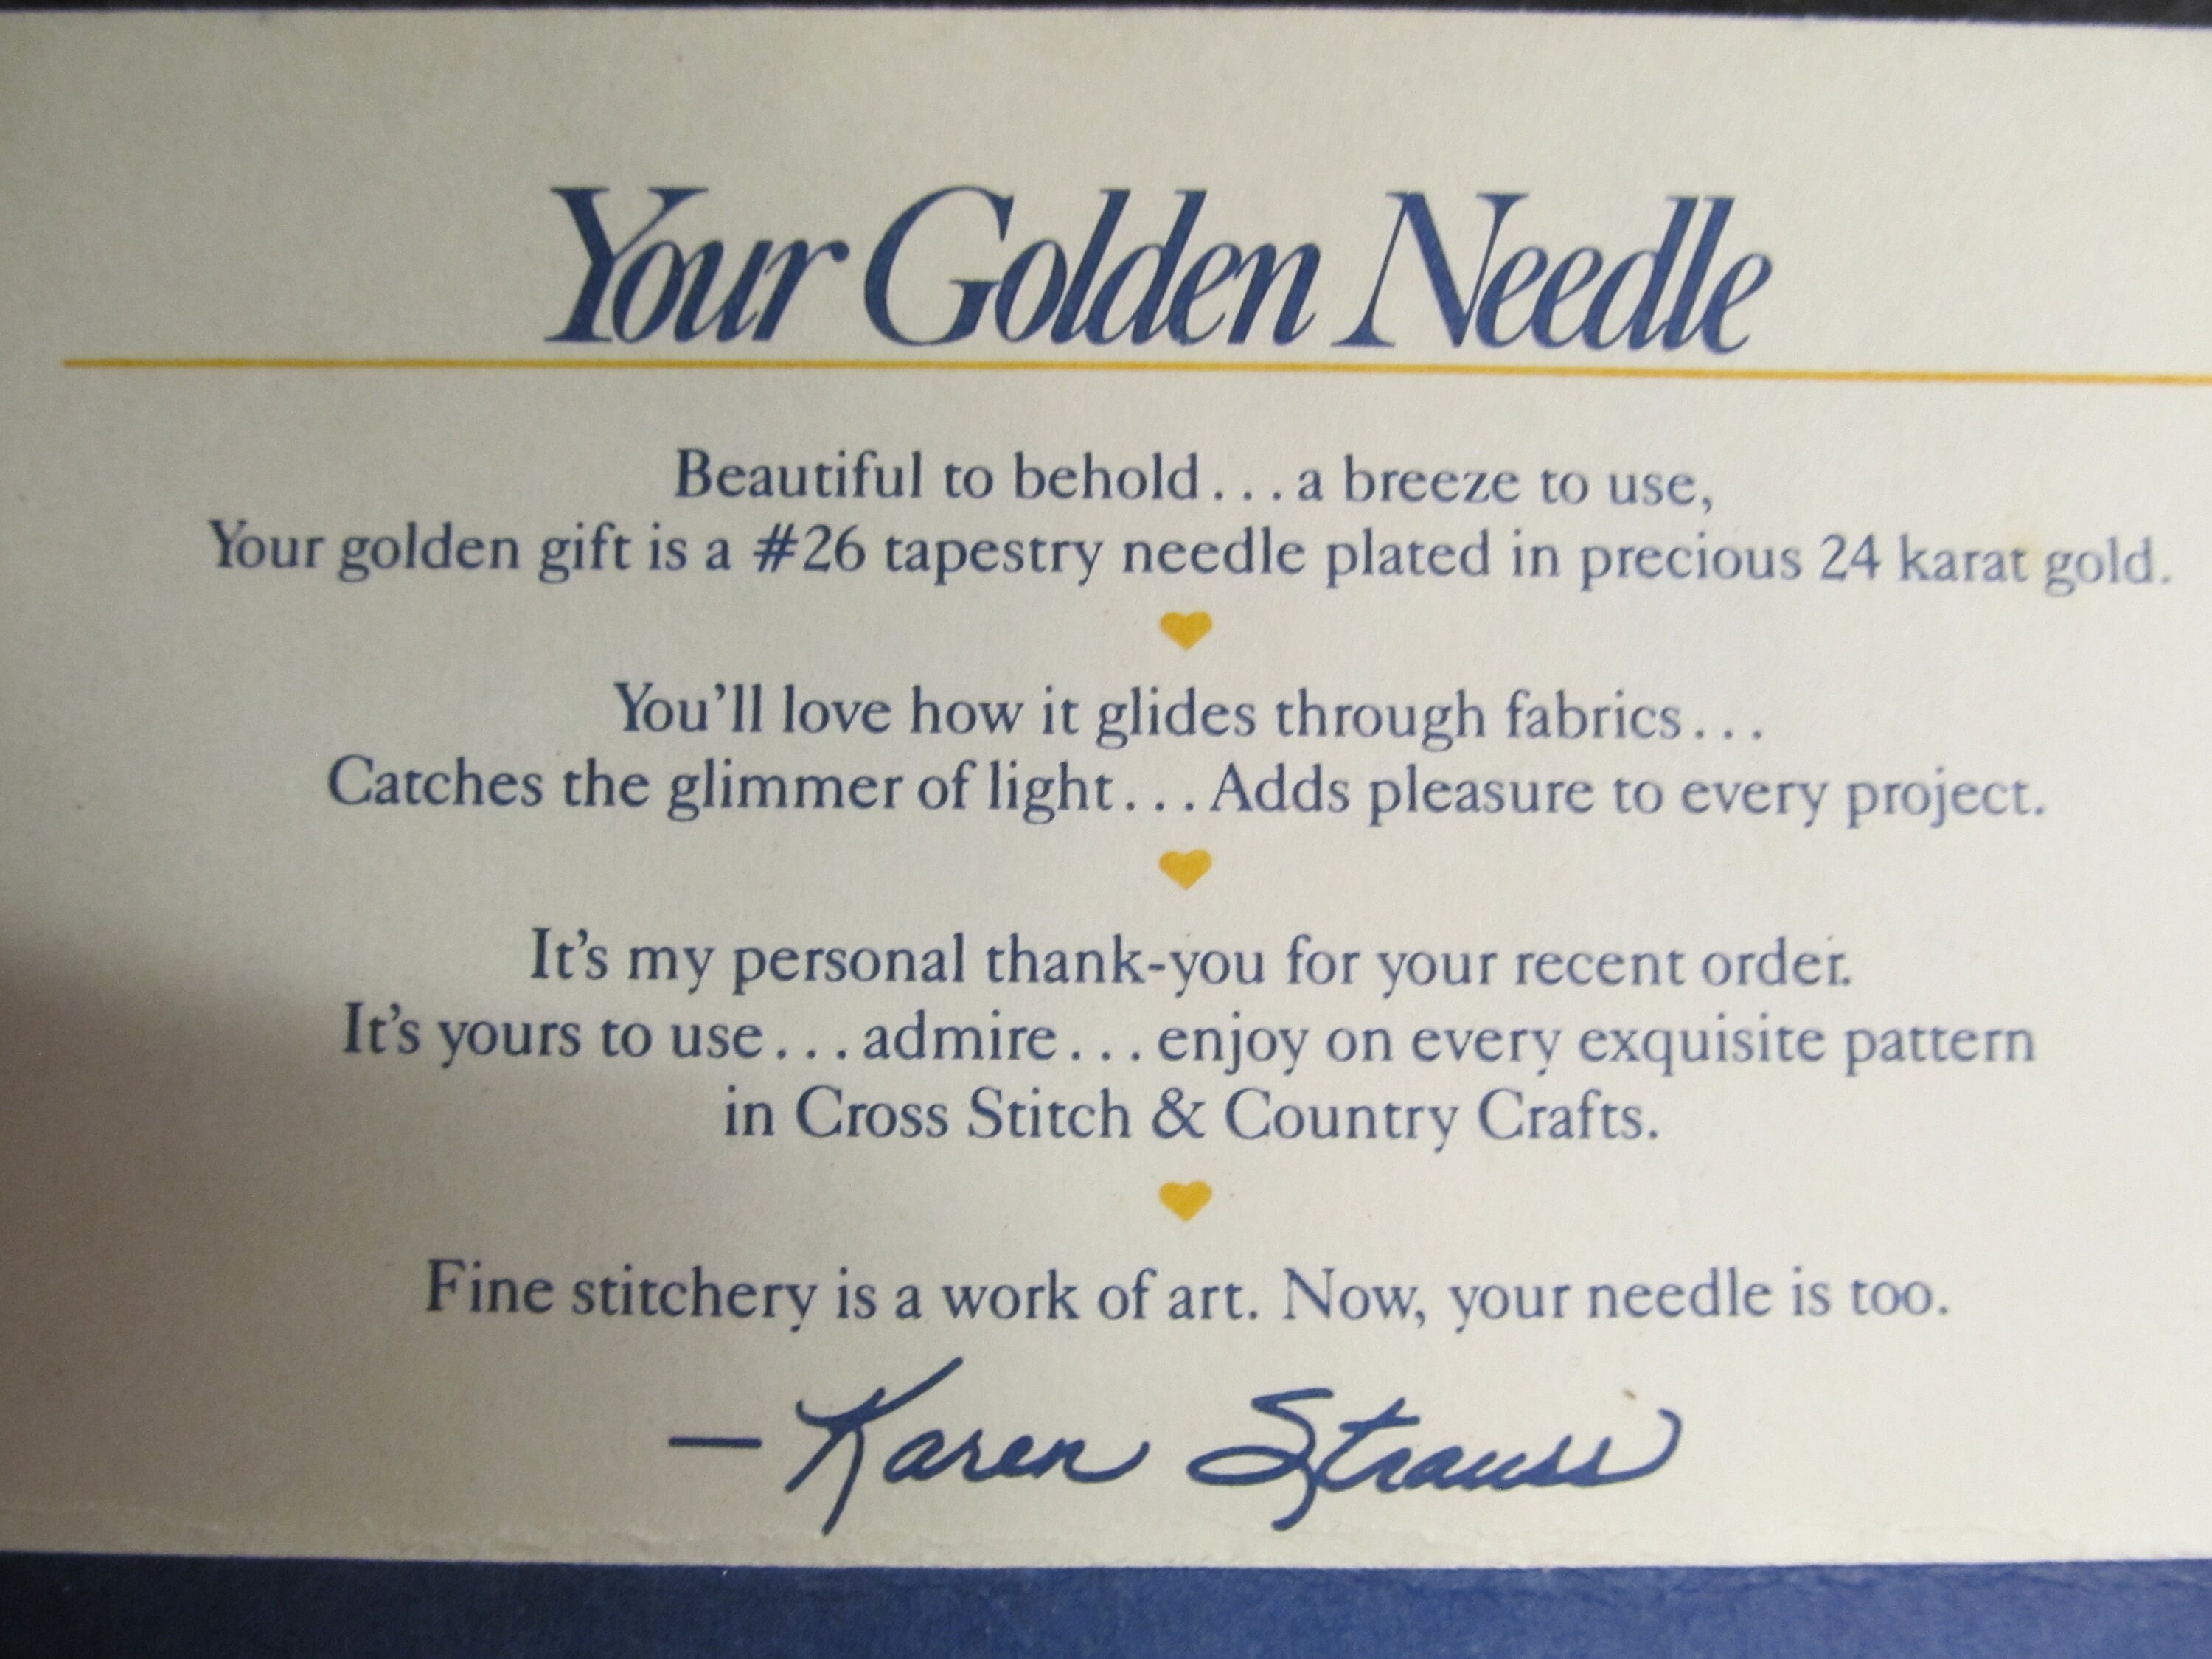 Your Golden Needle
Beautiful to behold...a breeze to use,
Your golden gift is a #26 tapestry needle plated in precious 24 karat gold.
You'll love how it glides through fabrics...
Catches the glimmer of light...Adds pleasure to every project.
It's my personal thank-you for your recent order.
It's yours to use...admire...enjoy on every exquisite pattern
in Cross Stitch & Country Crafts.
Fine stitchery is a work of art. Now, your needle is too.
— Karen Strauss